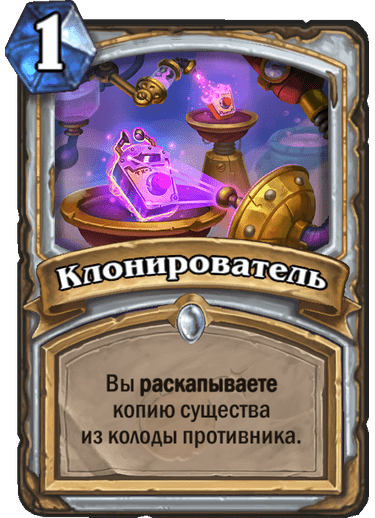 1
Клонирователь
Вы раскапываете
копию существа
из колоды противника.